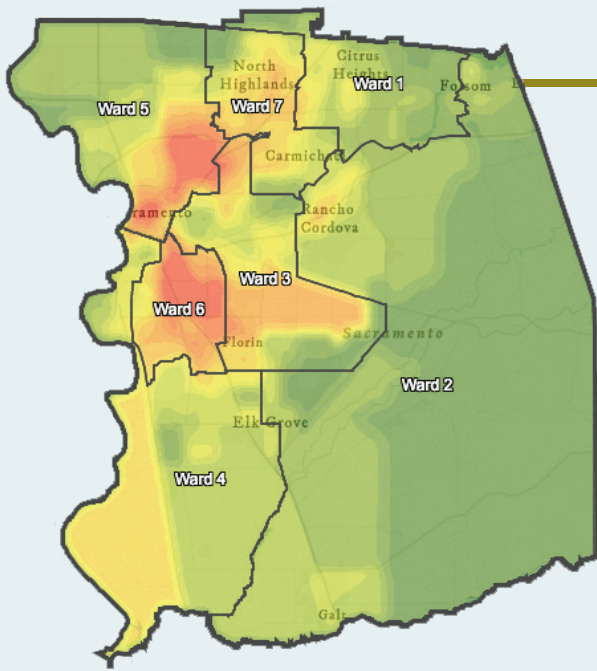 Citrus
Heights
Ward 1
North
Highlands
Folsom
Ward 5
Ward 7
Carmichael
Rancho
Cordova
Ward 3
Ward 6
Sacramento
Florin
Ward 2
Elk Grove
Ward 4
Galt